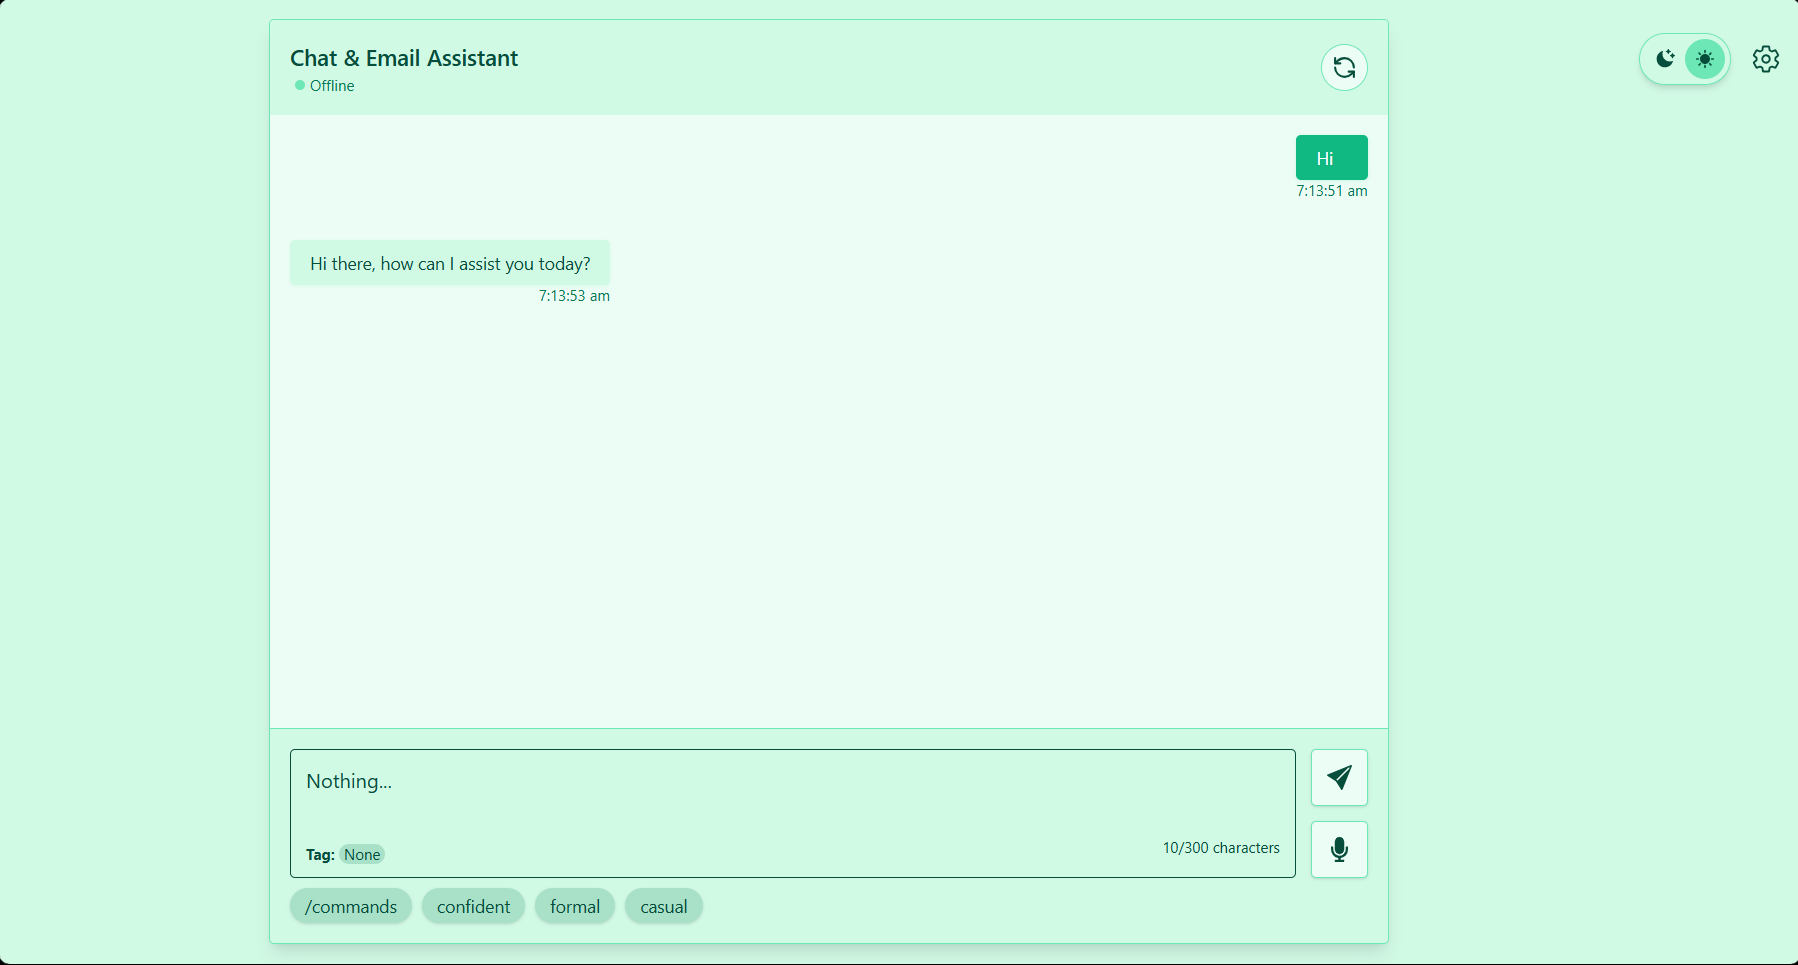 Chat & Email Assistant
Offline
Hi
7:13:51 am
Hi there, how can I assist you today?
7:13:53 am
Nothing...
Tag: None
10/300 characters
/commands confident formal casual